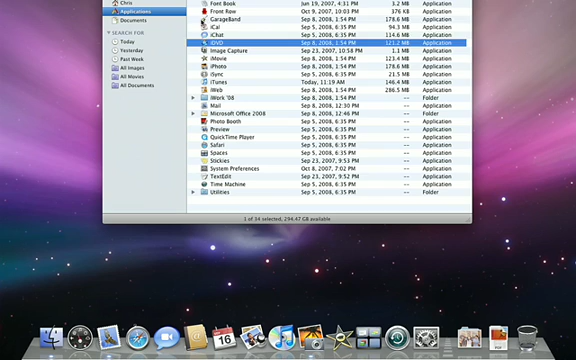 Chris
Applications
Documents
SEARCH FOR
Today
Yesterday
Past Week
All Images
All Movies
All Documents
Font Book Jun 19, 2007, 4:31 PM 3.2 MB Application
Front Row Oct 9, 2007, 10:03 PM 376 KB Application
GarageBand Sep 8, 2008, 1:54 PM 178.6 MB Application
iCal Sep 5, 2008, 6:35 PM 94.3 MB Application
iChat Sep 5, 2008, 6:35 PM 114.6 MB Application
iDVD Sep 8, 2008, 1:54 PM 121.2 MB Application
Image Capture Sep 23, 2007, 10:58 PM 1.1 MB Application
iMovie Sep 8, 2008, 1:54 PM 123.4 MB Application
iPhoto Sep 8, 2008, 1:54 PM 178.6 MB Application
iSync Sep 5, 2008, 6:35 PM 21.5 MB Application
iTunes Today, 11:19 AM 146.4 MB Application
iWeb Sep 8, 2008, 1:54 PM 286.5 MB Application
iWork '08 Sep 8, 2008, 1:54 PM -- Folder
Mail Sep 8, 2008, 12:30 PM -- Application
Microsoft Office 2008 Sep 8, 2008, 12:46 PM -- Folder
Photo Booth Sep 5, 2008, 6:35 PM -- Application
Preview Sep 5, 2008, 6:35 PM -- Application
QuickTime Player Sep 5, 2008, 6:35 PM -- Application
Safari Sep 5, 2008, 6:35 PM -- Application
Spaces Sep 5, 2008, 6:35 PM -- Application
Stickies Sep 23, 2007, 9:53 PM -- Application
System Preferences Oct 8, 2007, 7:02 PM -- Application
TextEdit Sep 23, 2007, 9:52 PM -- Application
Time Machine Sep 5, 2008, 6:35 PM -- Application
Utilities Sep 5, 2008, 6:35 PM -- Folder
1 of 34 selected, 294.47 GB available
16